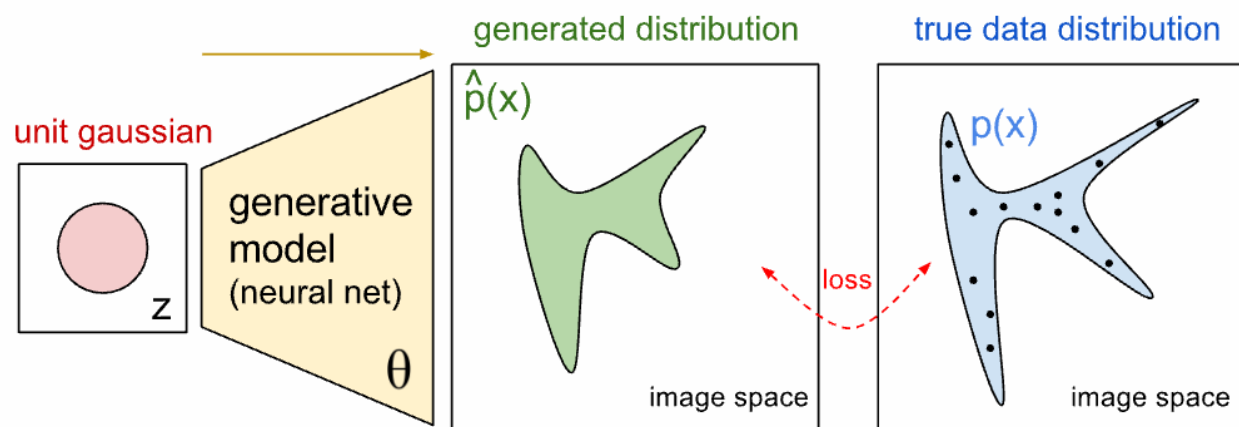 unit gaussian
z
generative
model
(neural net)
θ
generated distribution
p̂(x)
image space
loss
true data distribution
p(x)
image space